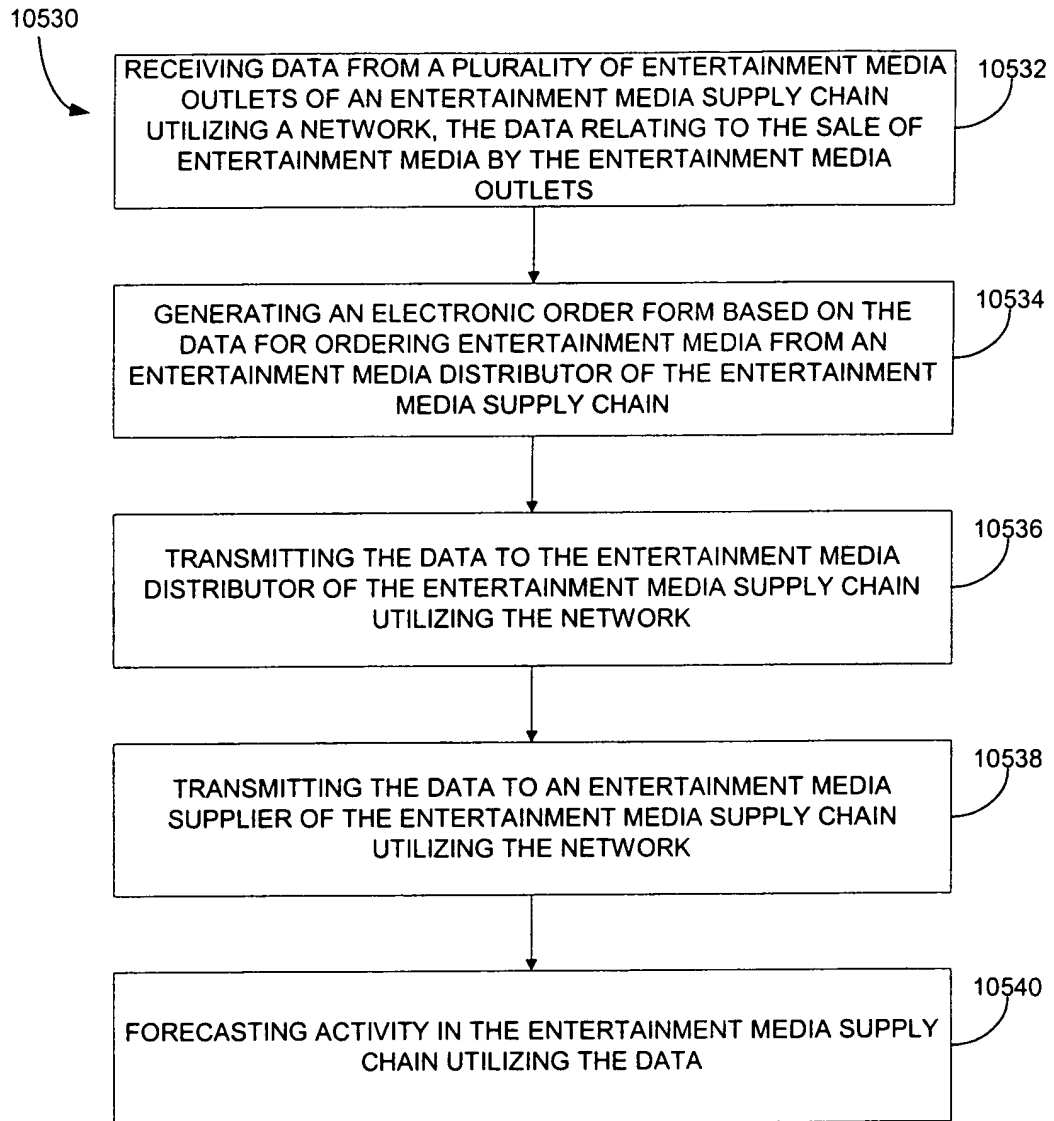 10530
RECEIVING DATA FROM A PLURALITY OF ENTERTAINMENT MEDIA
OUTLETS OF AN ENTERTAINMENT MEDIA SUPPLY CHAIN
UTILIZING A NETWORK, THE DATA RELATING TO THE SALE OF
ENTERTAINMENT MEDIA BY THE ENTERTAINMENT MEDIA
OUTLETS
10532
GENERATING AN ELECTRONIC ORDER FORM BASED ON THE
DATA FOR ORDERING ENTERTAINMENT MEDIA FROM AN
ENTERTAINMENT MEDIA DISTRIBUTOR OF THE ENTERTAINMENT
MEDIA SUPPLY CHAIN
10534
TRANSMITTING THE DATA TO THE ENTERTAINMENT MEDIA
DISTRIBUTOR OF THE ENTERTAINMENT MEDIA SUPPLY CHAIN
UTILIZING THE NETWORK
10536
TRANSMITTING THE DATA TO AN ENTERTAINMENT MEDIA
SUPPLIER OF THE ENTERTAINMENT MEDIA SUPPLY CHAIN
UTILIZING THE NETWORK
10538
FORECASTING ACTIVITY IN THE ENTERTAINMENT MEDIA SUPPLY
CHAIN UTILIZING THE DATA
10540